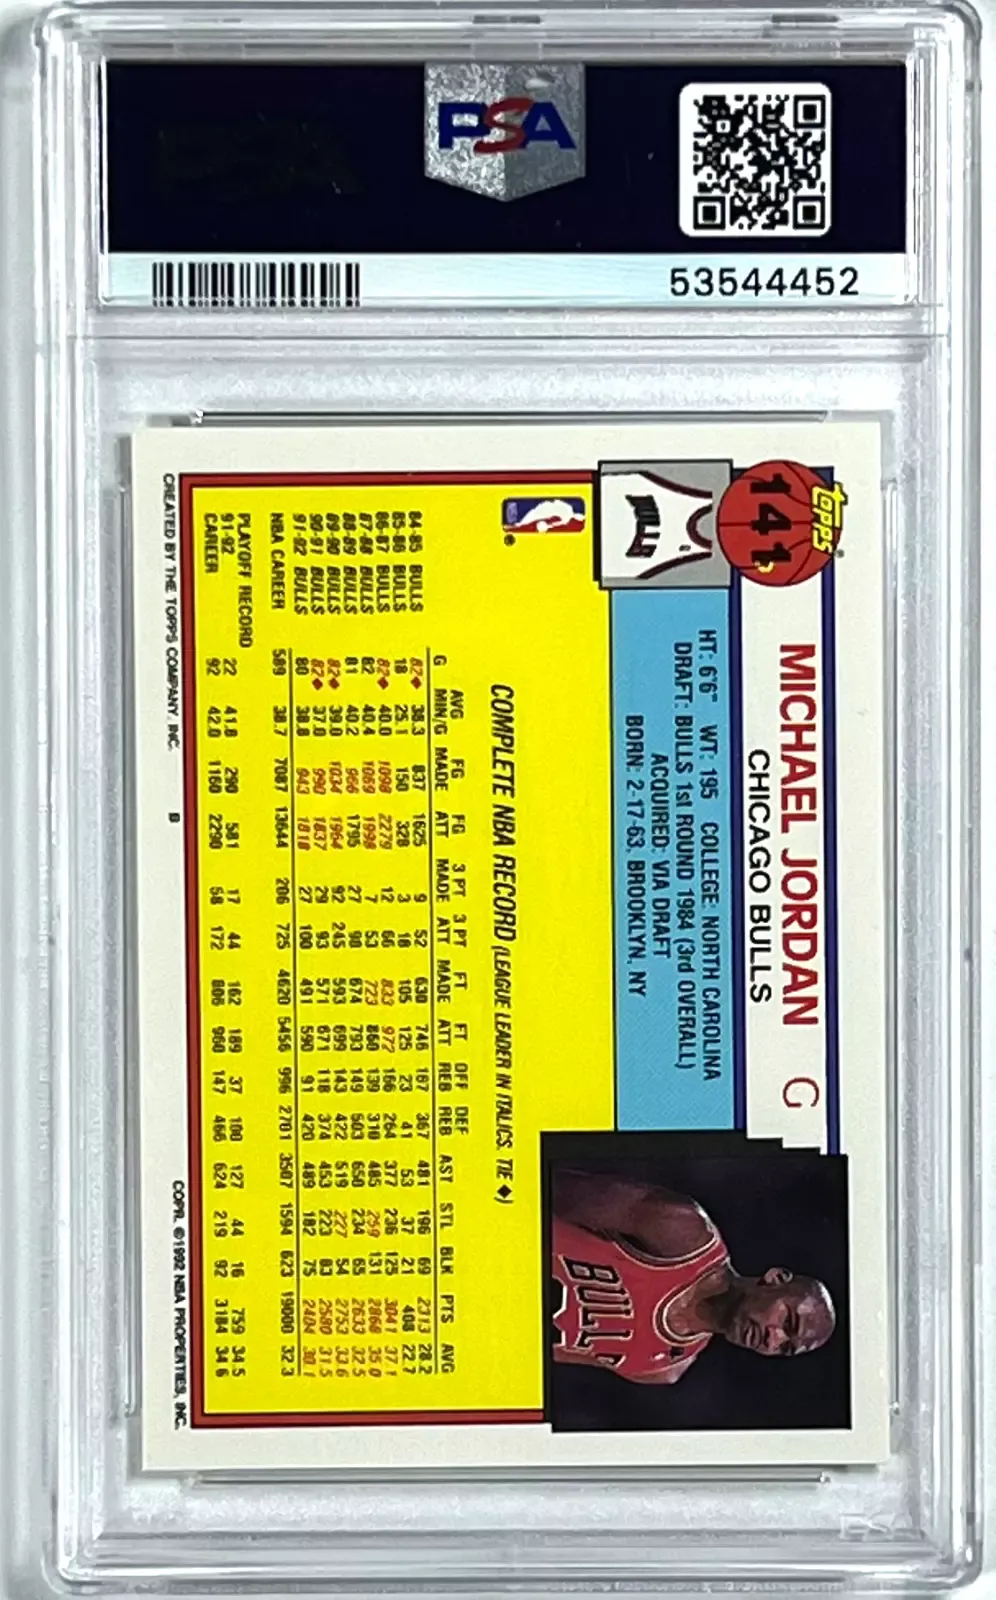 PSA
53544452
topps
141
MICHAEL JORDAN G
CHICAGO BULLS
HT: 6'6" WT: 195 COLLEGE: NORTH CAROLINA
DRAFT: BULLS 1st ROUND 1984 (3rd OVERALL)
ACQUIRED: VIA DRAFT
BORN: 2-17-63, BROOKLYN, NY
BULLS
BULLS
COMPLETE NBA RECORD (LEAGUE LEADER IN ITALICS. TIE ◆)
G AVG MIN/G FG MADE FG ATT 3 PT MADE 3 PT ATT FT MADE FT ATT OFF REB DEF REB AST STL BLK PTS AVG
84-85 BULLS 82◆ 38.3 837 1625 9 52 630 746 167 367 481 196 69 2313 28.2
85-86 BULLS 18 25.1 150 328 3 18 105 125 23 41 53 37 21 408 22.7
86-87 BULLS 82◆ 40.0 1098 2279 12 66 833 972 166 264 377 236 125 3041 37.1
87-88 BULLS 82 40.4 1069 1998 7 53 723 860 139 310 485 259 131 2868 35.0
88-89 BULLS 81 40.2 966 1795 27 98 674 793 149 503 650 234 65 2633 32.5
89-90 BULLS 82◆ 39.0 1034 1964 92 245 593 699 143 422 519 227 54 2753 33.6
90-91 BULLS 82◆ 37.0 990 1837 29 93 571 671 118 374 453 223 83 2580 31.5
91-92 BULLS 80 38.8 943 1818 27 100 491 590 91 420 489 182 75 2404 30.1
NBA CAREER 589 38.7 7087 13644 206 725 4620 5456 996 2701 3507 1594 623 19000 32.3
PLAYOFF RECORD
91-92 22 41.8 290 581 17 44 162 189 37 100 127 44 16 759 34.5
CAREER 92 42.0 1160 2290 58 172 806 960 147 466 624 219 92 3184 34.6
CREATED BY THE TOPPS COMPANY, INC. B COPR. ©1992 NBA PROPERTIES, INC.